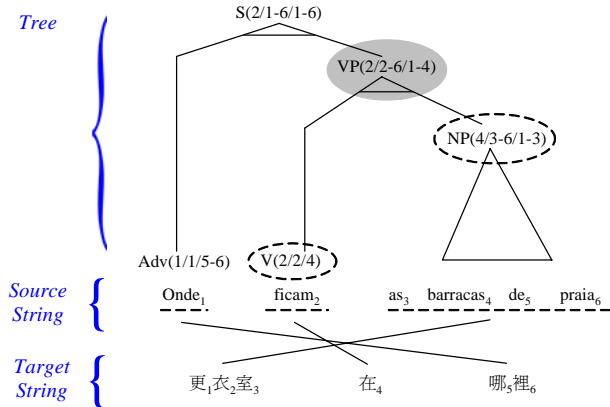 Tree
S(2/1-6/1-6)
VP(2/2-6/1-4)
NP(4/3-6/1-3)
Adv(1/1/5-6) V(2/2/4)
Source String
Onde₁ ficam₂ as₃ barracas₄ de₅ praia₆
Target String
更₁衣₂室₃ 在₄ 哪₅裡₆